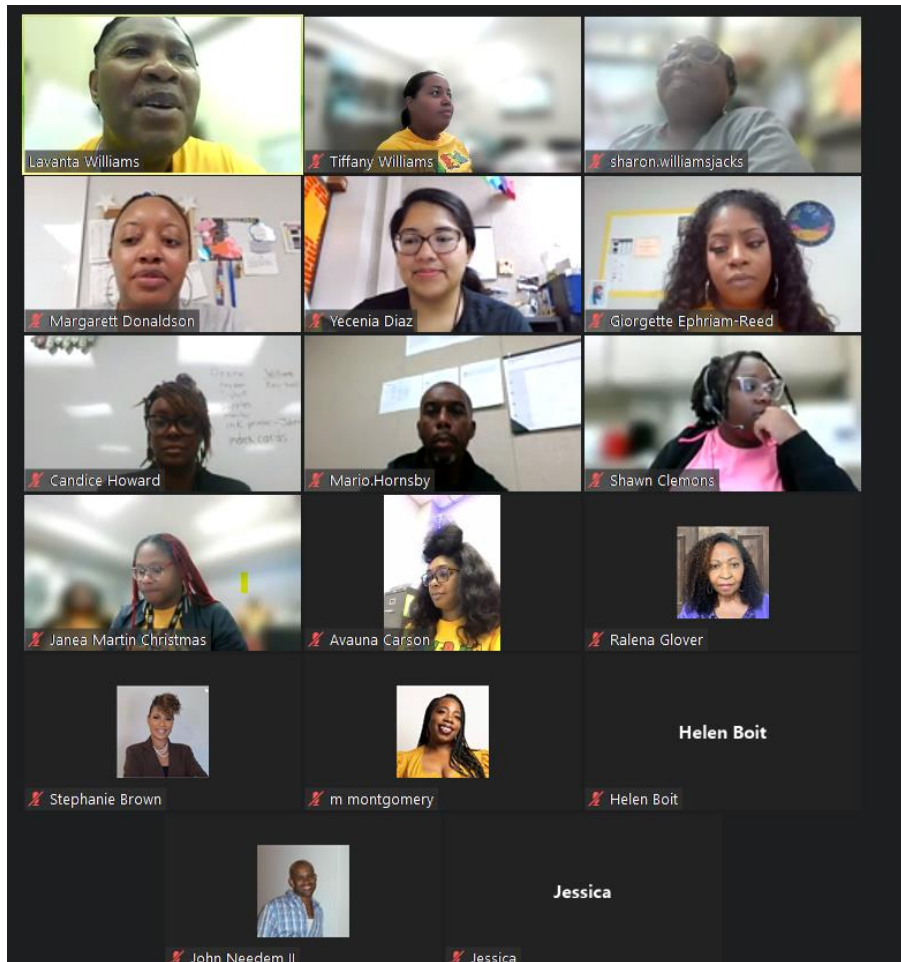 Lavanta Williams
Tiffany Williams
sharon.williamsjacks
Margarett Donaldson
Yecenia Diaz
Giorgette Ephriam-Reed
Candice Howard
Mario.Hornsby
Shawn Clemons
Janea Martin Christmas
Avauna Carson
Ralena Glover
Stephanie Brown
m montgomery
Helen Boit
Helen Boit
Jessica
John Needem II
Jessica